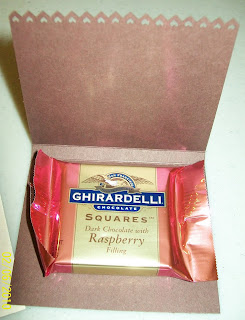 GHIRARDELLI
CHOCOLATE
SQUARES™
Dark Chocolate with
Raspberry
Filling